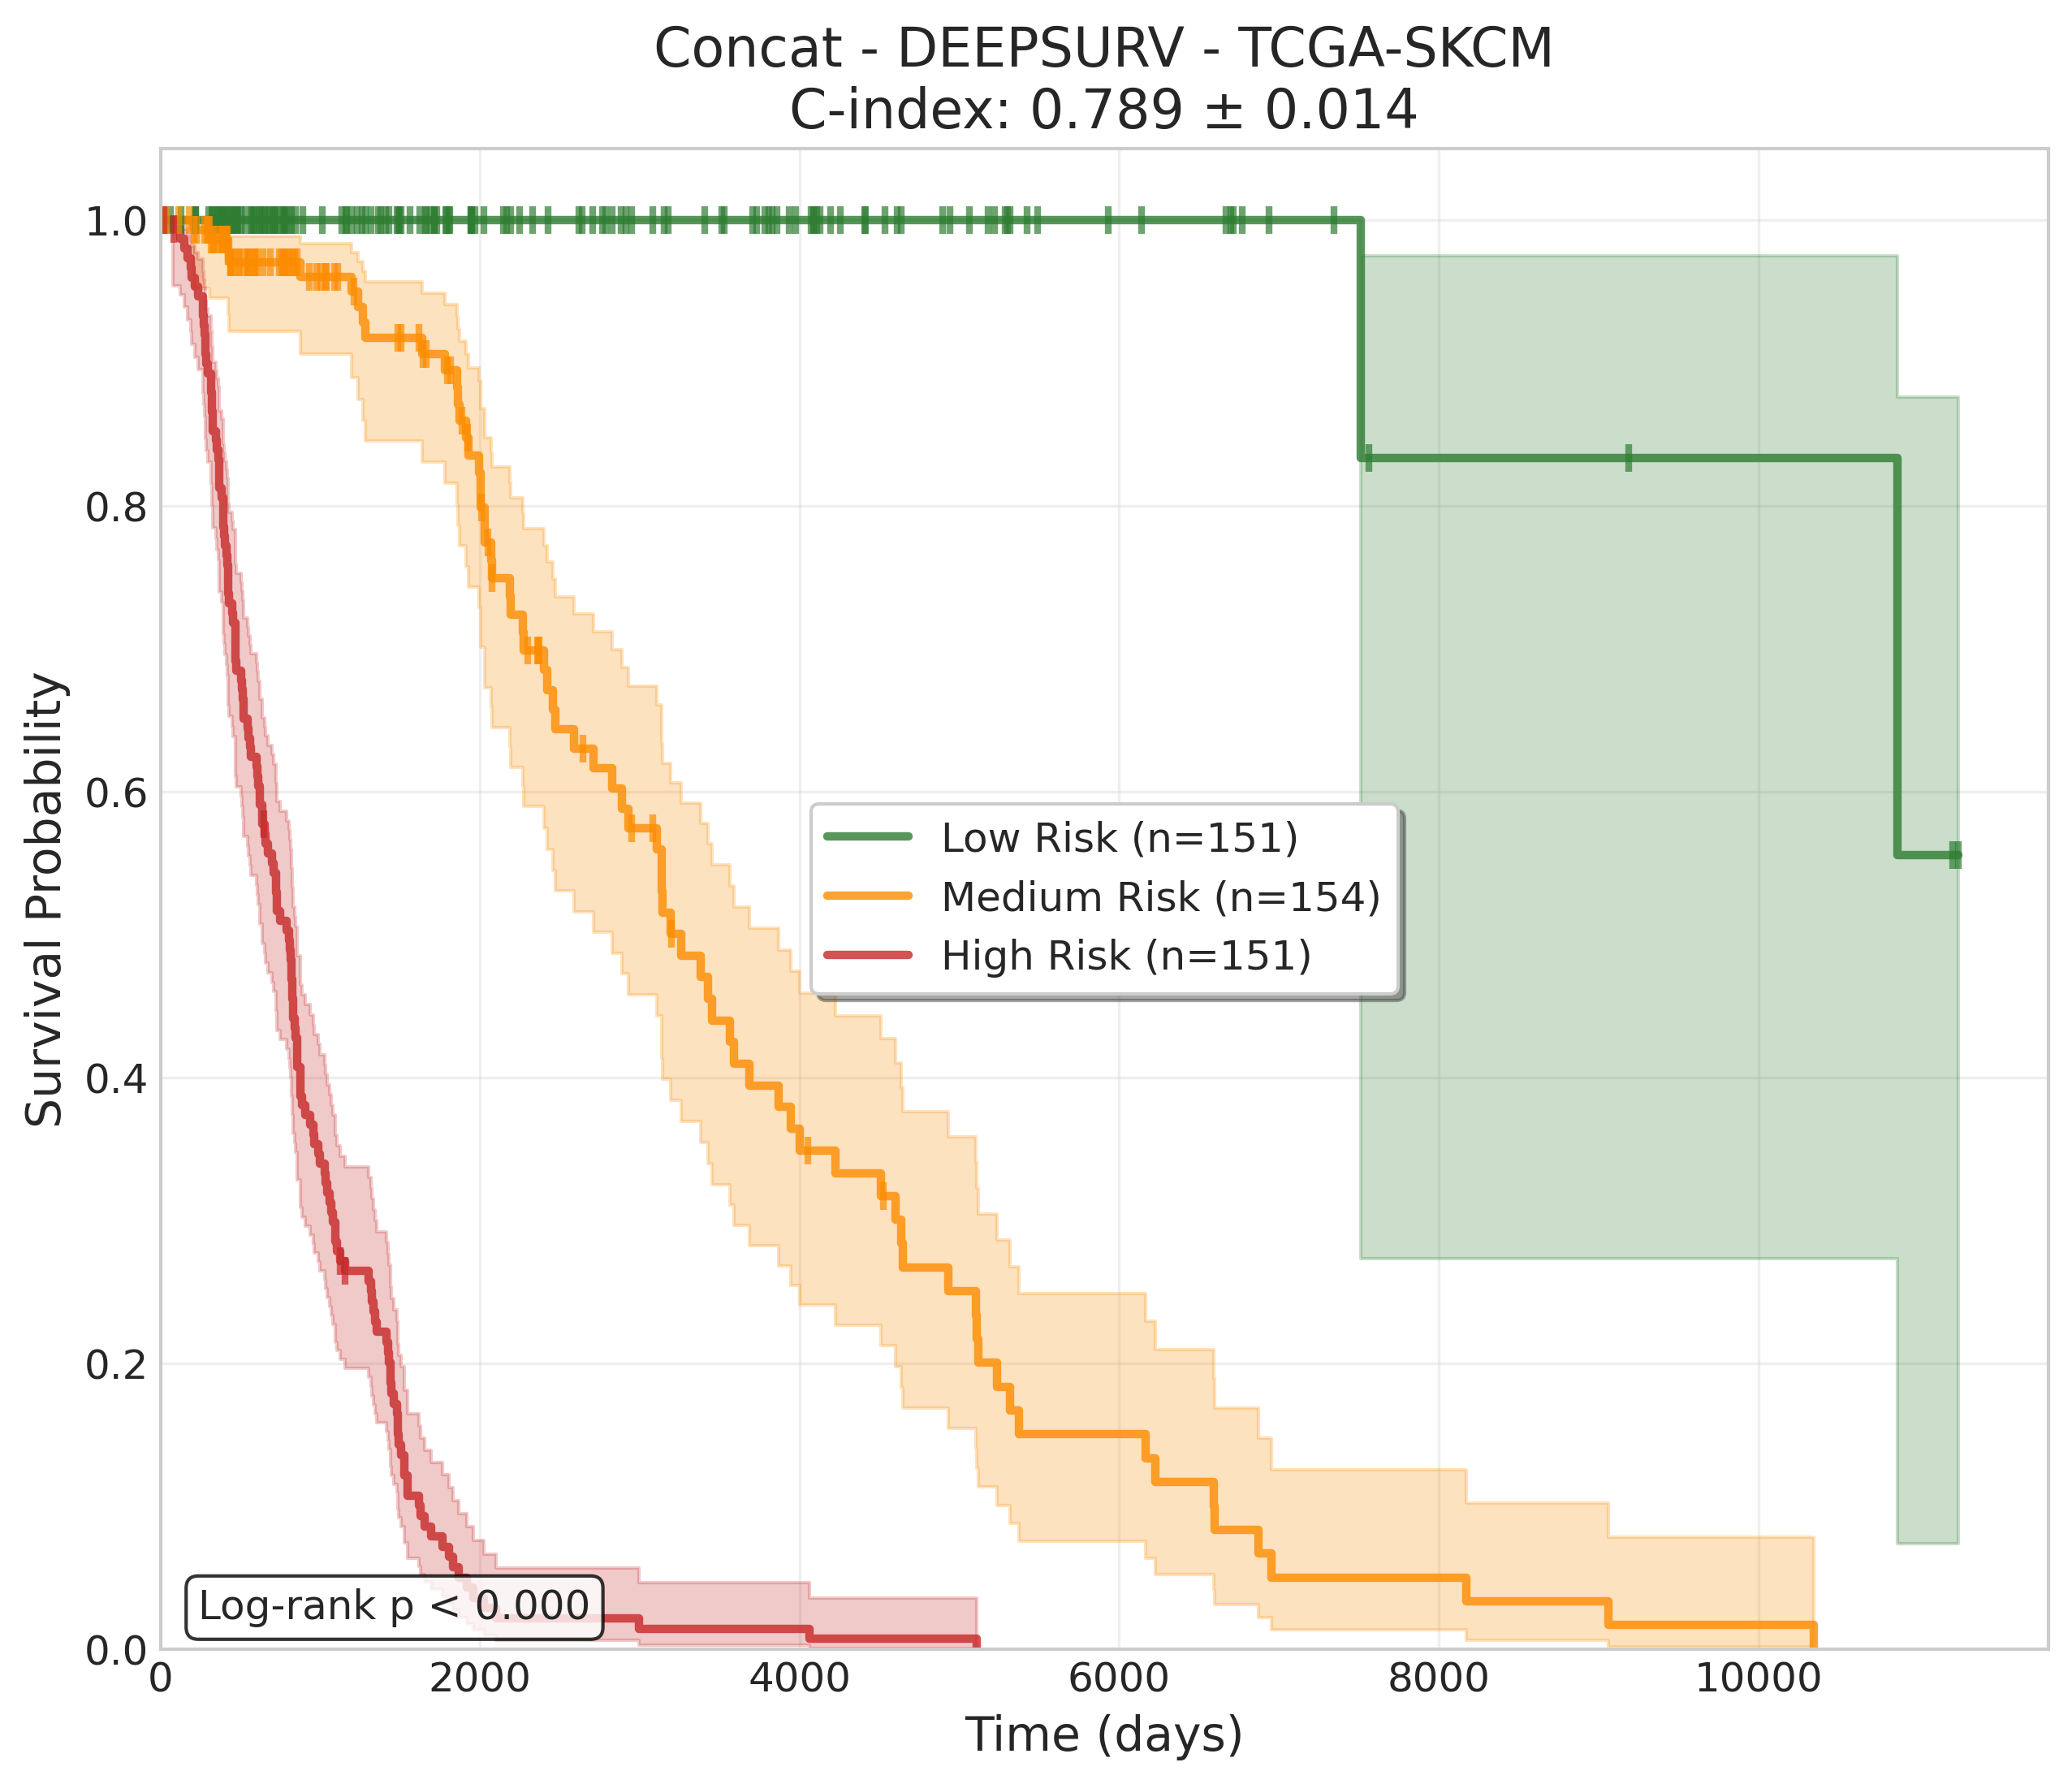 Concat - DEEPSURV - TCGA-SKCM
C-index: 0.789 ± 0.014
Survival Probability
1.0
0.8
0.6
0.4
0.2
0.0
Low Risk (n=151)
Medium Risk (n=154)
High Risk (n=151)
Log-rank p < 0.000
0
2000
4000
6000
8000
10000
Time (days)